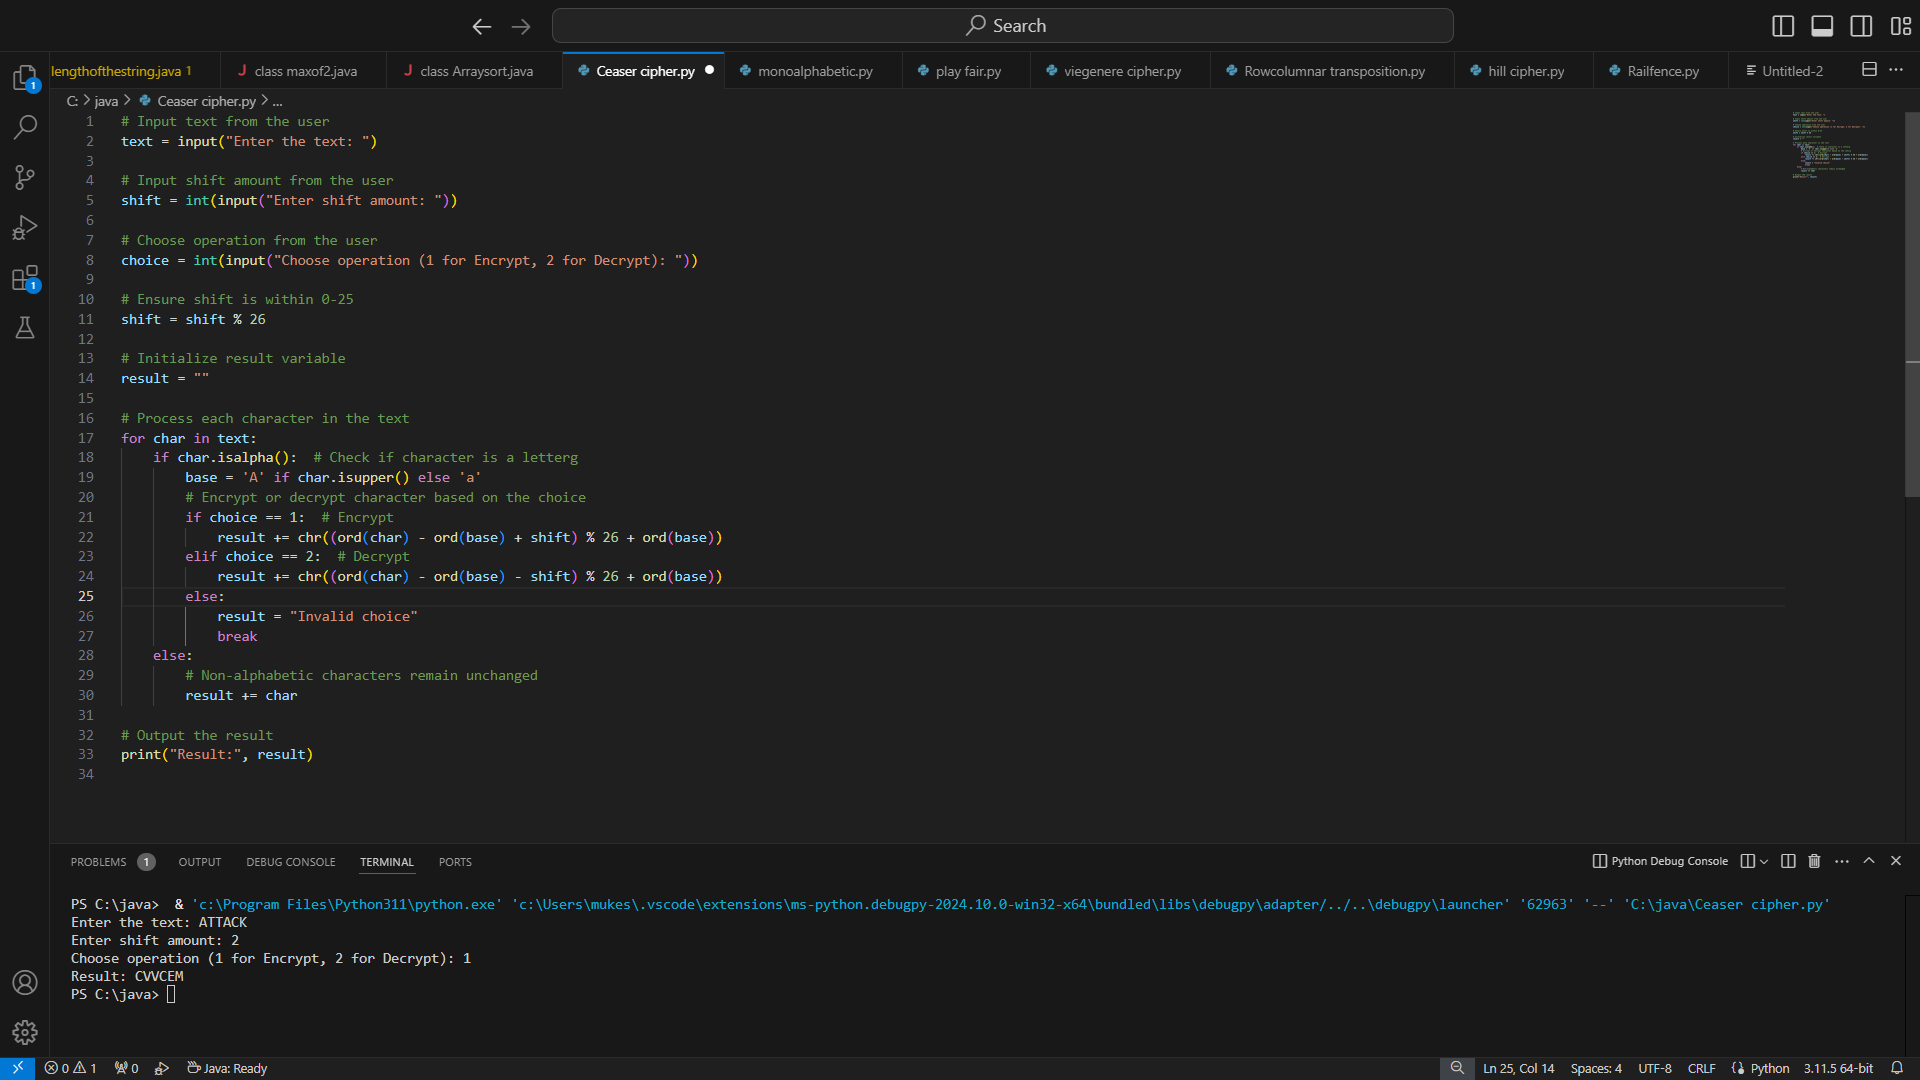 Search
lengthofthestring.java 1
class maxof2.java
class Arraysort.java
Ceaser cipher.py
monoalphabetic.py
play fair.py
viegenere cipher.py
Rowcolumnar transposition.py
hill cipher.py
Railfence.py
Untitled-2
C: > java > Ceaser cipher.py > ...
1 # Input text from the user
2 text = input("Enter the text: ")
3
4 # Input shift amount from the user
5 shift = int(input("Enter shift amount: "))
6
7 # Choose operation from the user
8 choice = int(input("Choose operation (1 for Encrypt, 2 for Decrypt): "))
9
10 # Ensure shift is within 0-25
11 shift = shift % 26
12
13 # Initialize result variable
14 result = ""
15
16 # Process each character in the text
17 for char in text:
18     if char.isalpha():  # Check if character is a letterg
19         base = 'A' if char.isupper() else 'a'
20         # Encrypt or decrypt character based on the choice
21         if choice == 1:  # Encrypt
22             result += chr((ord(char) - ord(base) + shift) % 26 + ord(base))
23         elif choice == 2:  # Decrypt
24             result += chr((ord(char) - ord(base) - shift) % 26 + ord(base))
25         else:
26             result = "Invalid choice"
27             break
28     else:
29         # Non-alphabetic characters remain unchanged
30         result += char
31
32 # Output the result
33 print("Result:", result)
34
1
1
PROBLEMS 1 OUTPUT DEBUG CONSOLE TERMINAL PORTS
Python Debug Console
PS C:\java>  & 'c:\Program Files\Python311\python.exe' 'c:\Users\mukes\.vscode\extensions\ms-python.debugpy-2024.10.0-win32-x64\bundled\libs\debugpy\adapter/../..\debugpy\launcher' '62963' '--' 'C:\java\Ceaser cipher.py'
Enter the text: ATTACK
Enter shift amount: 2
Choose operation (1 for Encrypt, 2 for Decrypt): 1
Result: CVVCEM
PS C:\java>
0 1 0 Java: Ready
Ln 25, Col 14 Spaces: 4 UTF-8 CRLF Python 3.11.5 64-bit